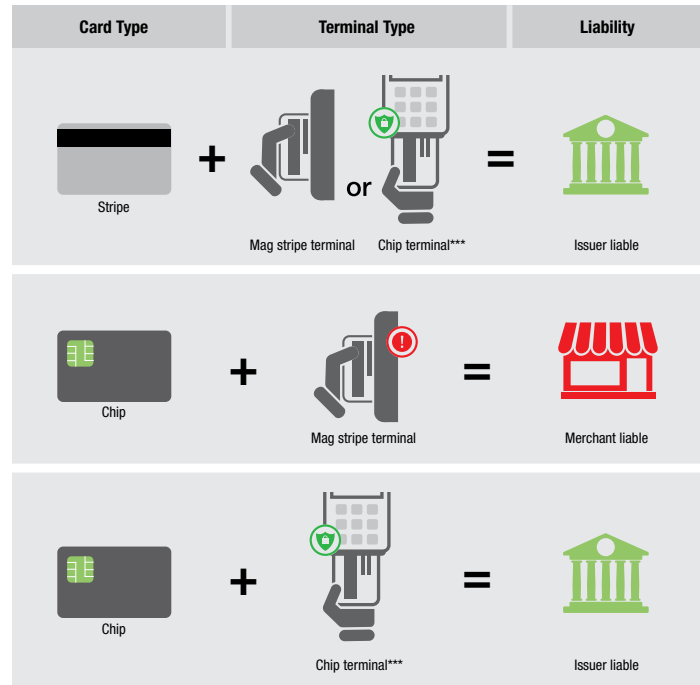 Card Type Terminal Type Liability
or
Stripe
Mag stripe terminal Chip terminal*** Issuer liable
Chip
Mag stripe terminal Merchant liable
Chip
Chip terminal*** Issuer liable